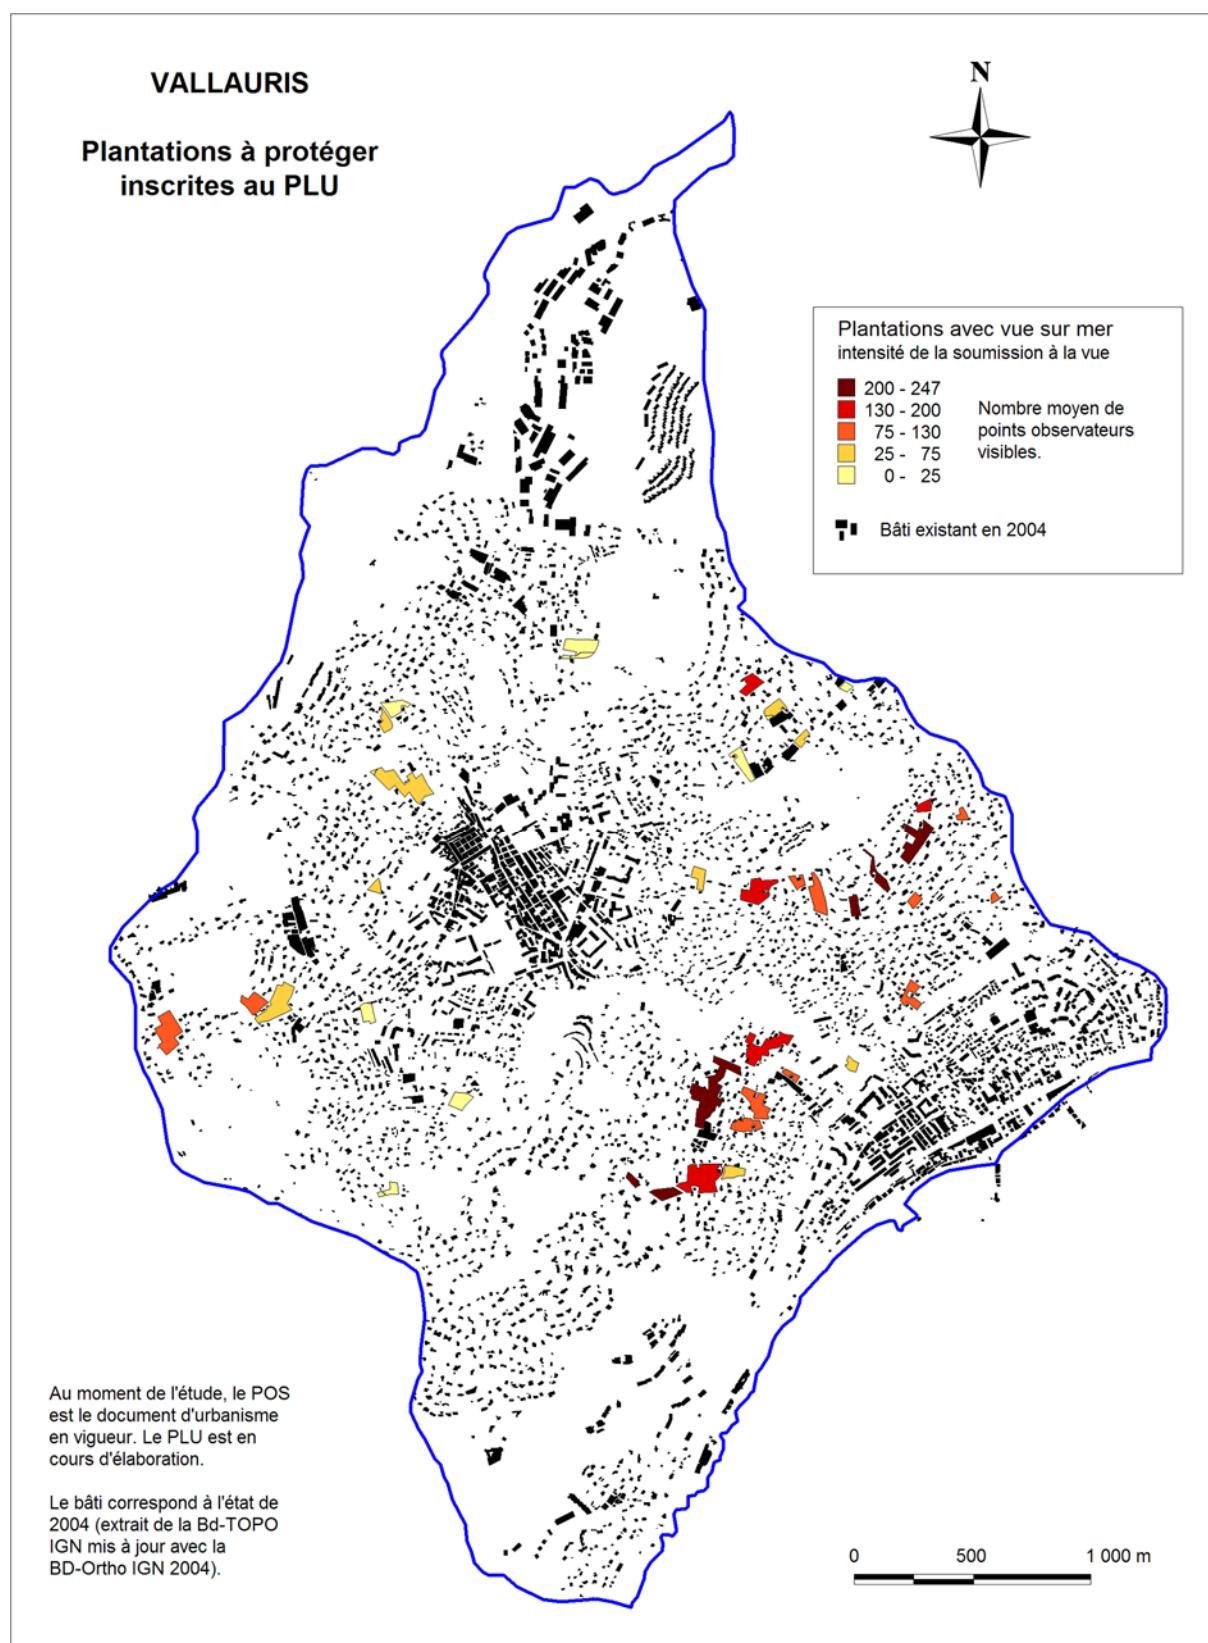 VALLAURIS
Plantations à protéger
inscrites au PLU
N
Plantations avec vue sur mer
intensité de la soumission à la vue
200 - 247
130 - 200
75 - 130
25 - 75
0 - 25
Nombre moyen de
points observateurs
visibles.
Bâti existant en 2004
Au moment de l'étude, le POS
est le document d'urbanisme
en vigueur. Le PLU est en
cours d'élaboration.
Le bâti correspond à l'état de
2004 (extrait de la Bd-TOPO
IGN mis à jour avec la
BD-Ortho IGN 2004).
0 500 1 000 m